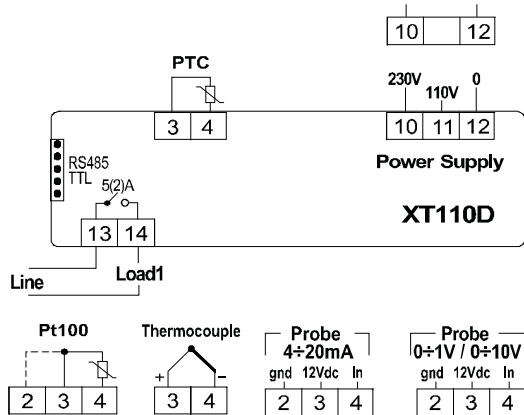 10 12
PTC
230V 110V 0
3 4 10 11 12
RS485
TTL
Power Supply
5(2)A
XT110D
13 14
Line Load1
Pt100 Thermocouple Probe Probe
4÷20mA 0÷1V / 0÷10V
+ - gnd 12Vdc In gnd 12Vdc In
2 3 4 3 4 2 3 4 2 3 4